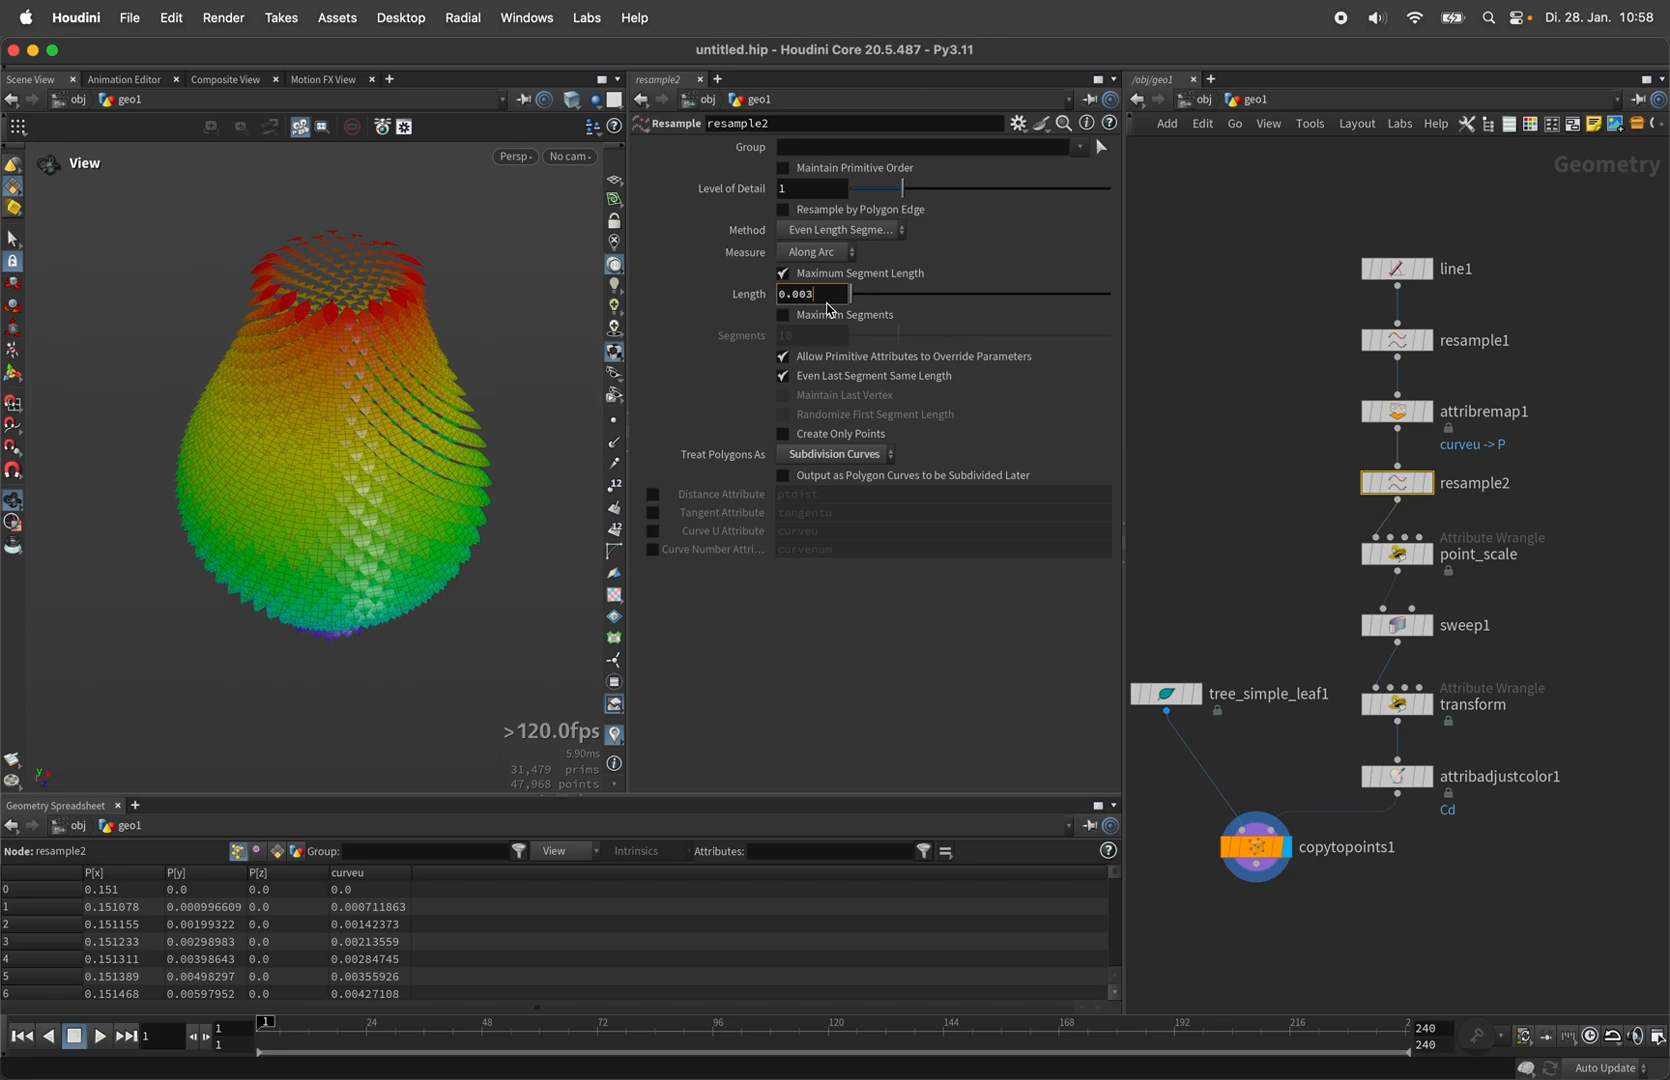 Houdini File Edit Render Takes Assets Desktop Radial Windows Labs Help Di. 28. Jan. 10:58
untitled.hip - Houdini Core 20.5.487 - Py3.11
Scene View Animation Editor Composite View Motion FX View
resample2
/obj/geo1
obj geo1
obj geo1
obj geo1
Resample resample2
Add Edit Go View Tools Layout Labs Help
View
Persp No cam
Geometry
Group
Maintain Primitive Order
Level of Detail 1
Resample by Polygon Edge
Method Even Length Segme...
Measure Along Arc
Maximum Segment Length
Length 0.003
Maximum Segments
Segments 10
Allow Primitive Attributes to Override Parameters
Even Last Segment Same Length
Maintain Last Vertex
Randomize First Segment Length
Create Only Points
Treat Polygons As Subdivision Curves
Output as Polygon Curves to be Subdivided Later
Distance Attribute ptdist
Tangent Attribute tangentu
Curve U Attribute curveu
Curve Number Attri... curvenum
12
12
>120.0fps
5.90ms
31,479 prims
47,968 points
line1
resample1
attribremap1
curveu -> P
resample2
Attribute Wrangle
point_scale
sweep1
tree_simple_leaf1
Attribute Wrangle
transform
attribadjustcolor1
Cd
copytopoints1
Geometry Spreadsheet
obj geo1
Node: resample2 Group: View Intrinsics Attributes:
P[x] P[y] P[z] curveu
0 0.151 0.0 0.0 0.0
1 0.151078 0.000996609 0.0 0.000711863
2 0.151155 0.00199322 0.0 0.00142373
3 0.151233 0.00298983 0.0 0.00213559
4 0.151311 0.00398643 0.0 0.00284745
5 0.151389 0.00498297 0.0 0.00355926
6 0.151468 0.00597952 0.0 0.00427108
1 1 1 1 24 48 72 96 120 144 168 192 216 2 240 240
Auto Update